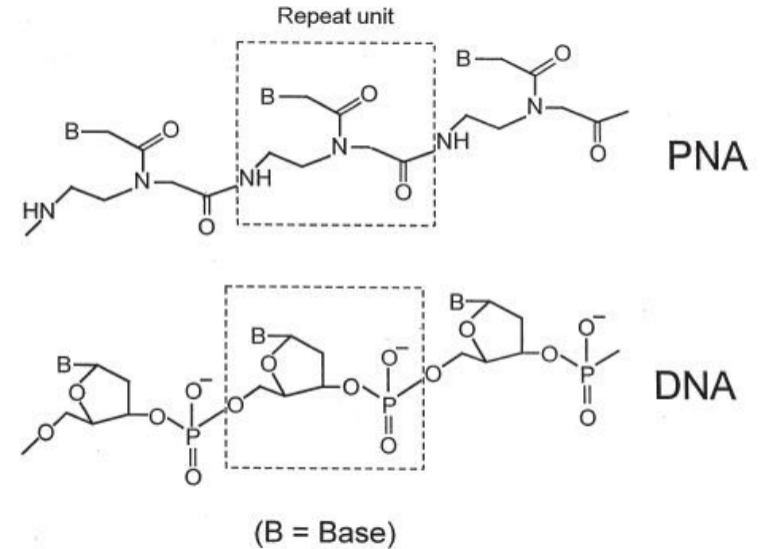 Repeat unit
B O B O B O
N N N
HN NH NH
O O O
PNA
B O B O B O
O O⁻ O O⁻ O O⁻
O P O P O P
O O O
DNA
(B = Base)